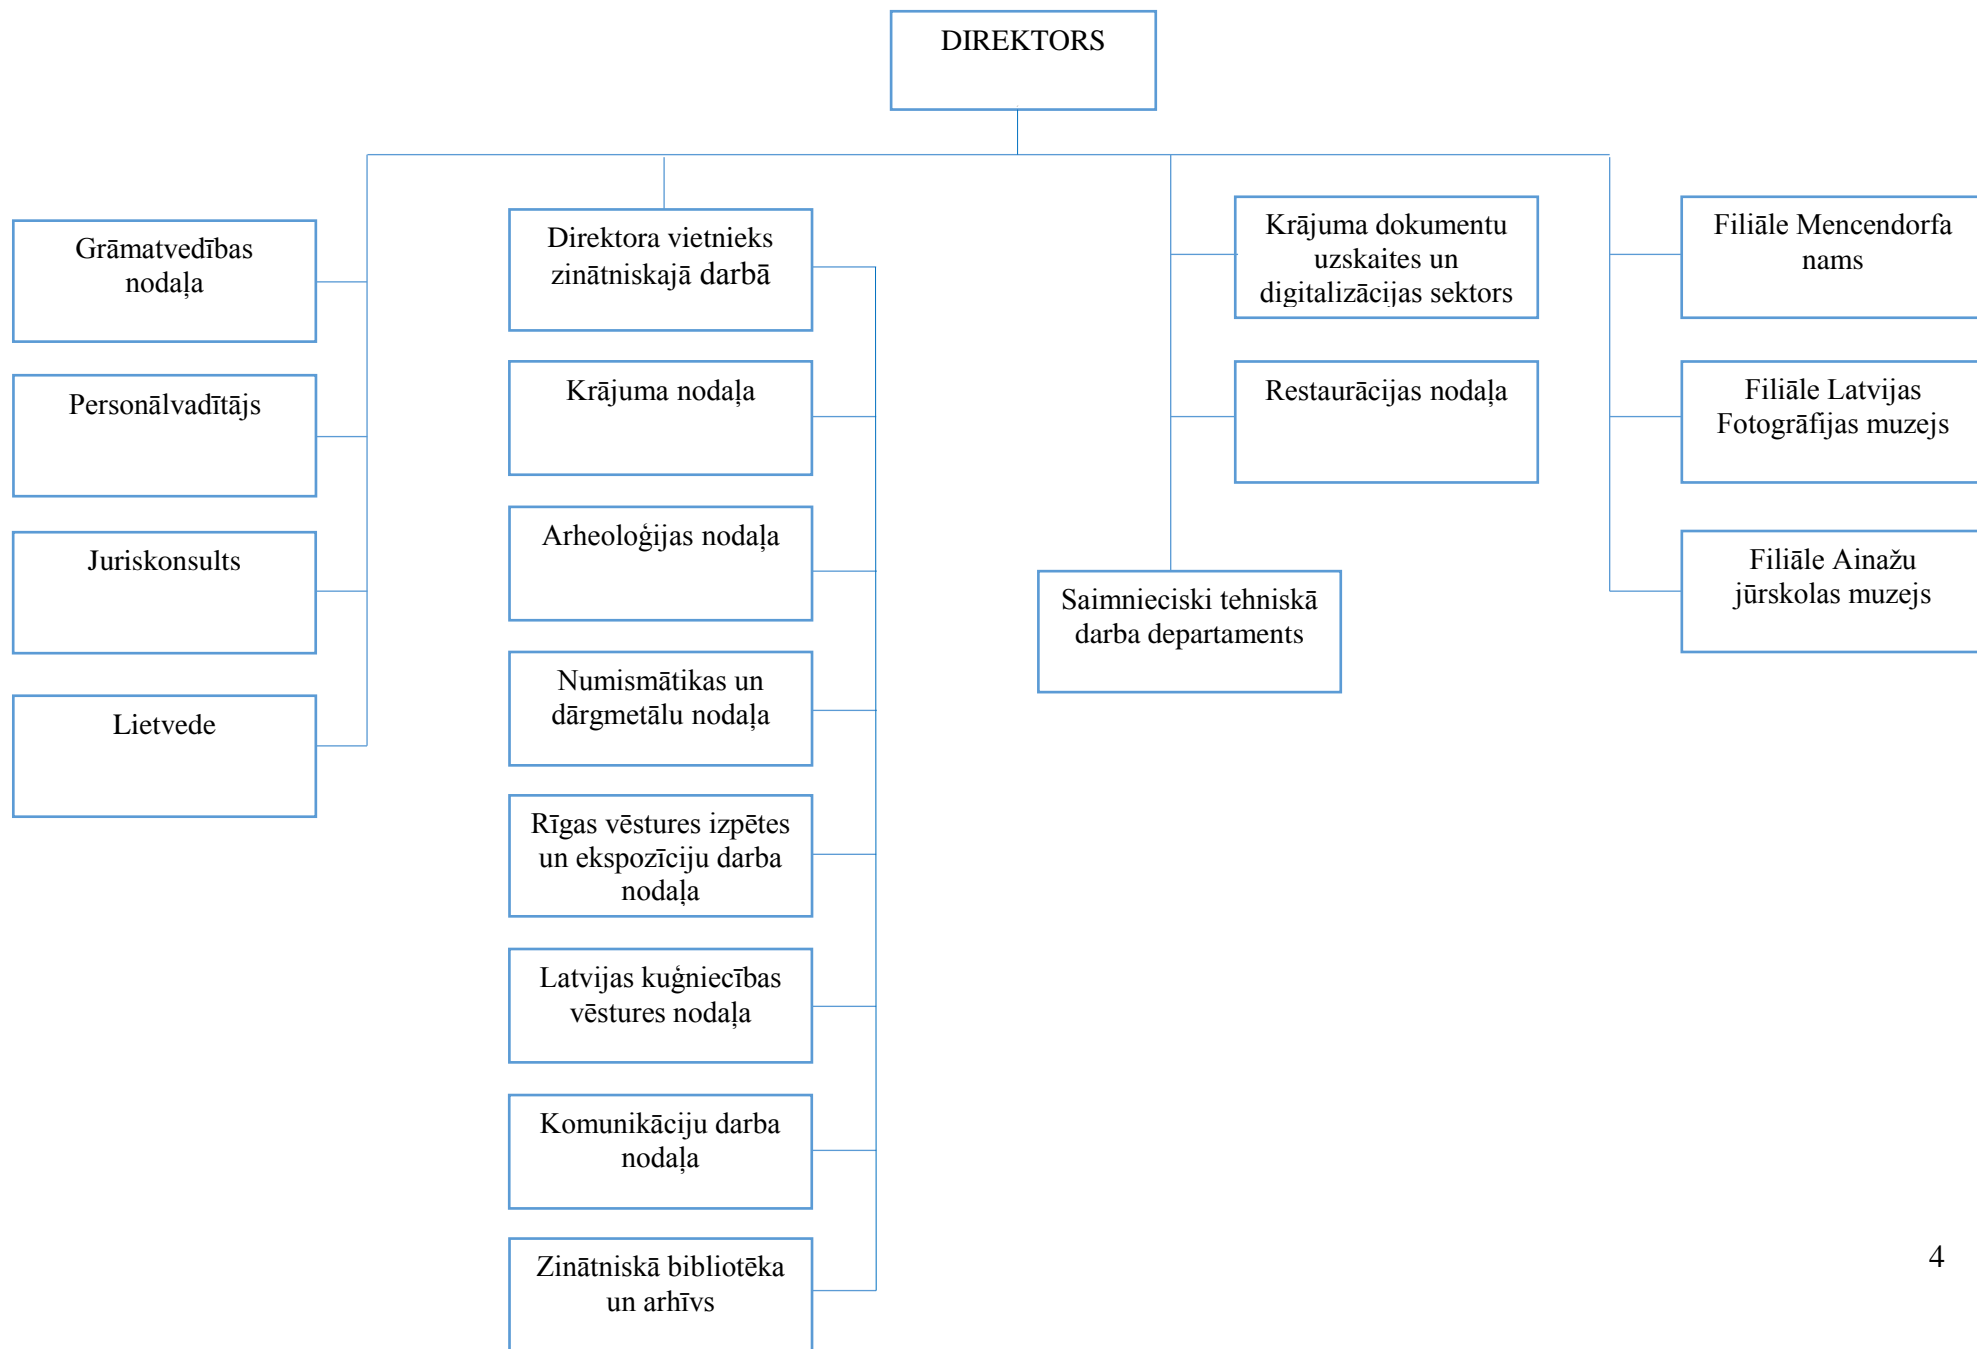 DIREKTORS
Grāmatvedības
nodaļa
Personālvadītājs
Juriskonsults
Lietvede
Direktora vietnieks
zinātniskajā darbā
Krājuma nodaļa
Arheoloģijas nodaļa
Numismātikas un
dārgmetālu nodaļa
Rīgas vēstures izpētes
un ekspozīciju darba
nodaļa
Latvijas kuģniecības
vēstures nodaļa
Komunikāciju darba
nodaļa
Zinātniskā bibliotēka
un arhīvs
Krājuma dokumentu
uzskaites un
digitalizācijas sektors
Restaurācijas nodaļa
Saimnieciski tehniskā
darba departaments
Filiāle Mencendorfa
nams
Filiāle Latvijas
Fotogrāfijas muzejs
Filiāle Ainažu
jūrskolas muzejs
4